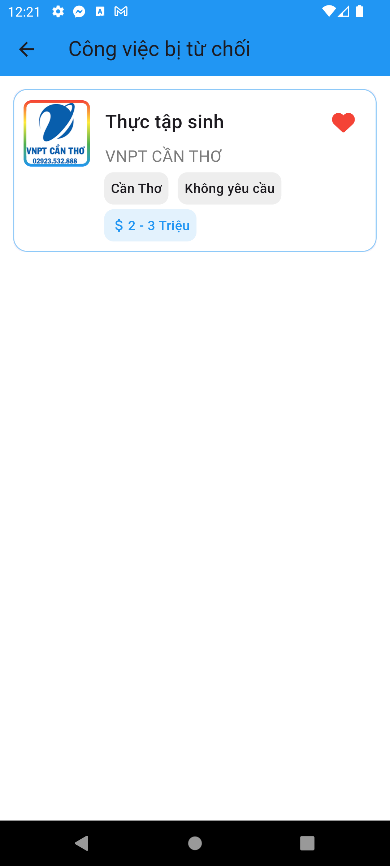 12:21
Công việc bị từ chối
Thực tập sinh
VNPT CẦN THƠ
02923.532.888
VNPT CẦN THƠ
Cần Thơ
Không yêu cầu
$ 2 - 3 Triệu